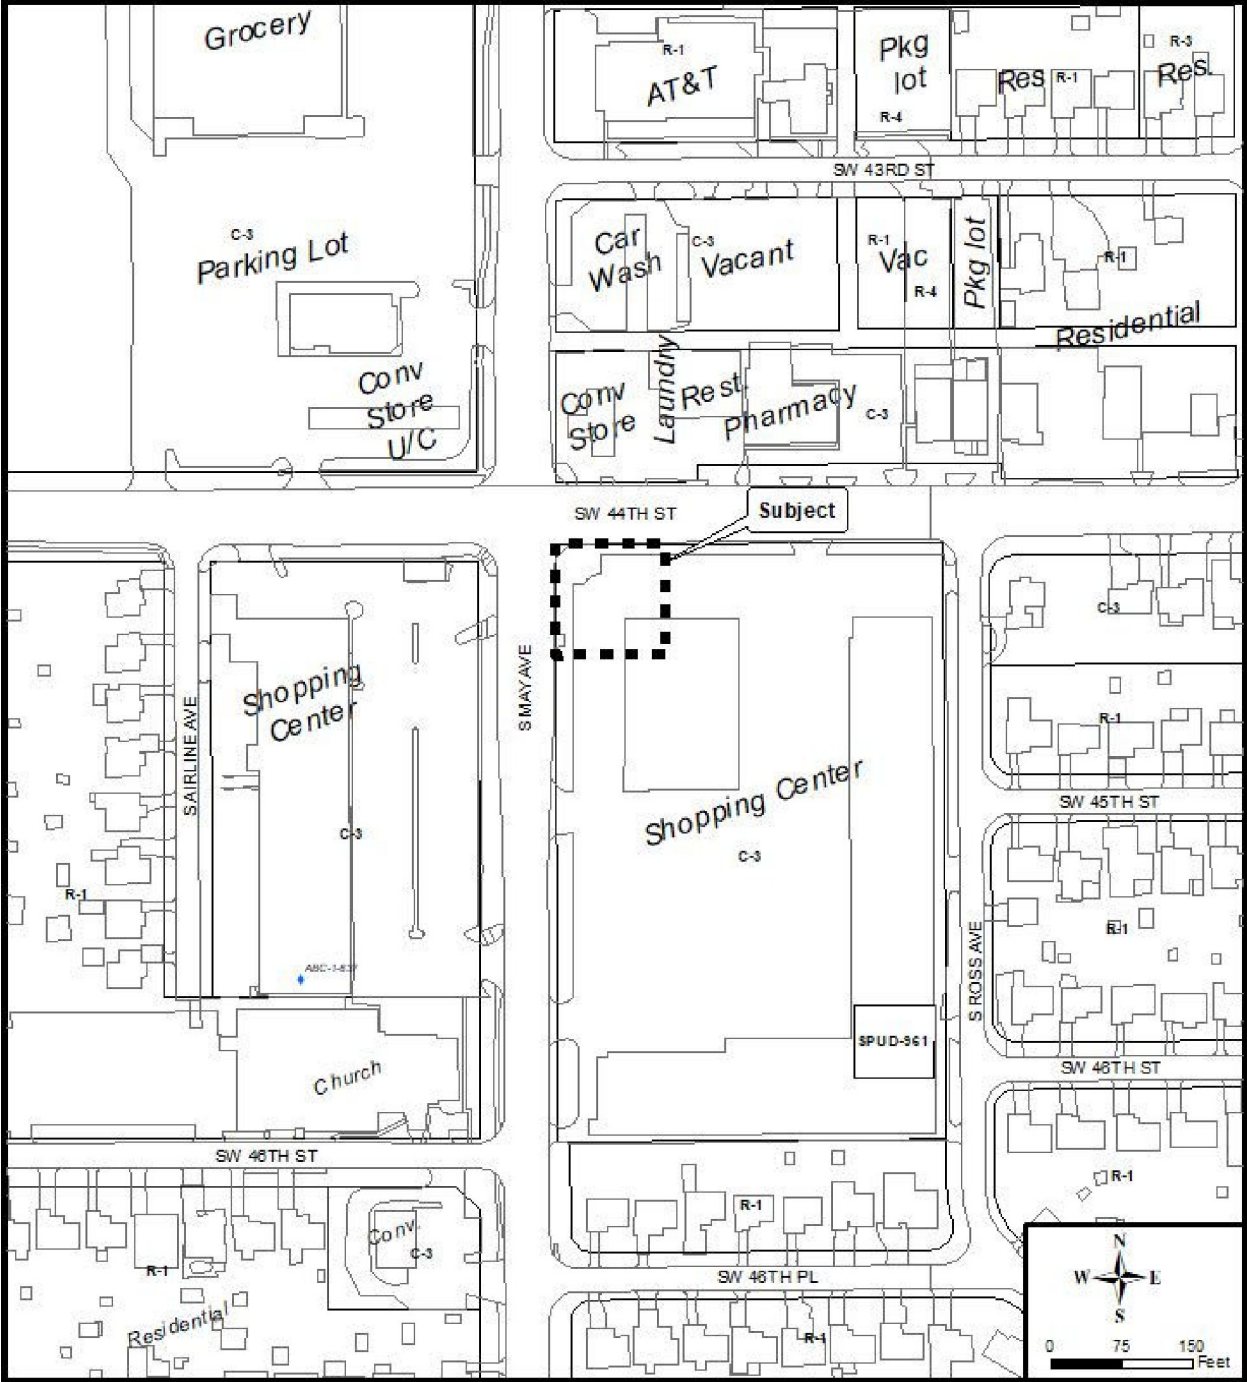 Grocery
R-1
AT&T
Pkg
lot
R-4
Res
R-1
R-3
Res.
SW 43RD ST
C-3
Parking Lot
Car
Wash
C-3
Vacant
R-1
Vac
R-4
Pkg lot
R-1
Residential
Conv
Store
U/C
Conv
Store
Laundry
Rest.
Pharmacy
C-3
SW 44TH ST
Subject
Shopping
Center
C-3
S AIRLINE AVE
S MAY AVE
R-1
ABC-1-637
Shopping Center
C-3
SPUD-961
S ROSS AVE
C-3
R-1
SW 45TH ST
R-1
SW 46TH ST
R-1
Church
SW 46TH ST
Conv.
C-3
R-1
Residential
R-1
SW 46TH PL
R-1
N
W
E
S
0
75
150
Feet